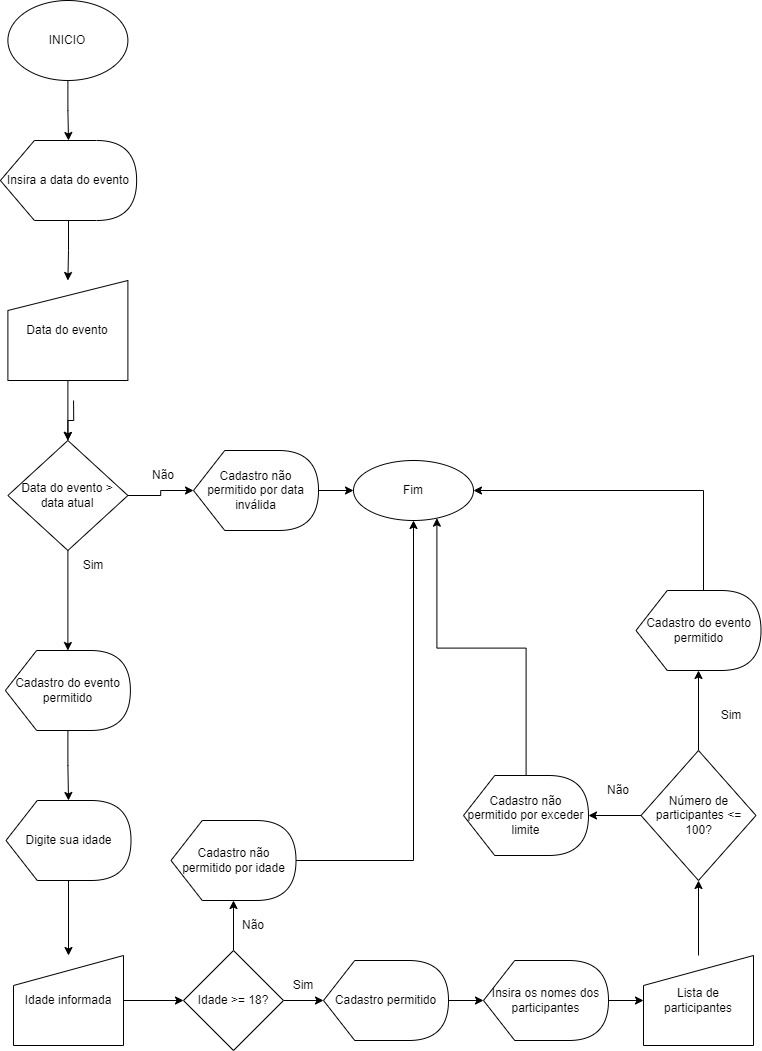 INICIO
Insira a data do evento
Data do evento
Data do evento >
data atual
Não
Cadastro não
permitido por data
inválida
Fim
Sim
Cadastro do evento
permitido
Cadastro do evento
permitido
Sim
Digite sua idade
Cadastro não
permitido por idade
Cadastro não
permitido por exceder
limite
Não
Número de
participantes <=
100?
Não
Idade informada
Idade >= 18?
Sim
Cadastro permitido
Insira os nomes dos
participantes
Lista de
participantes